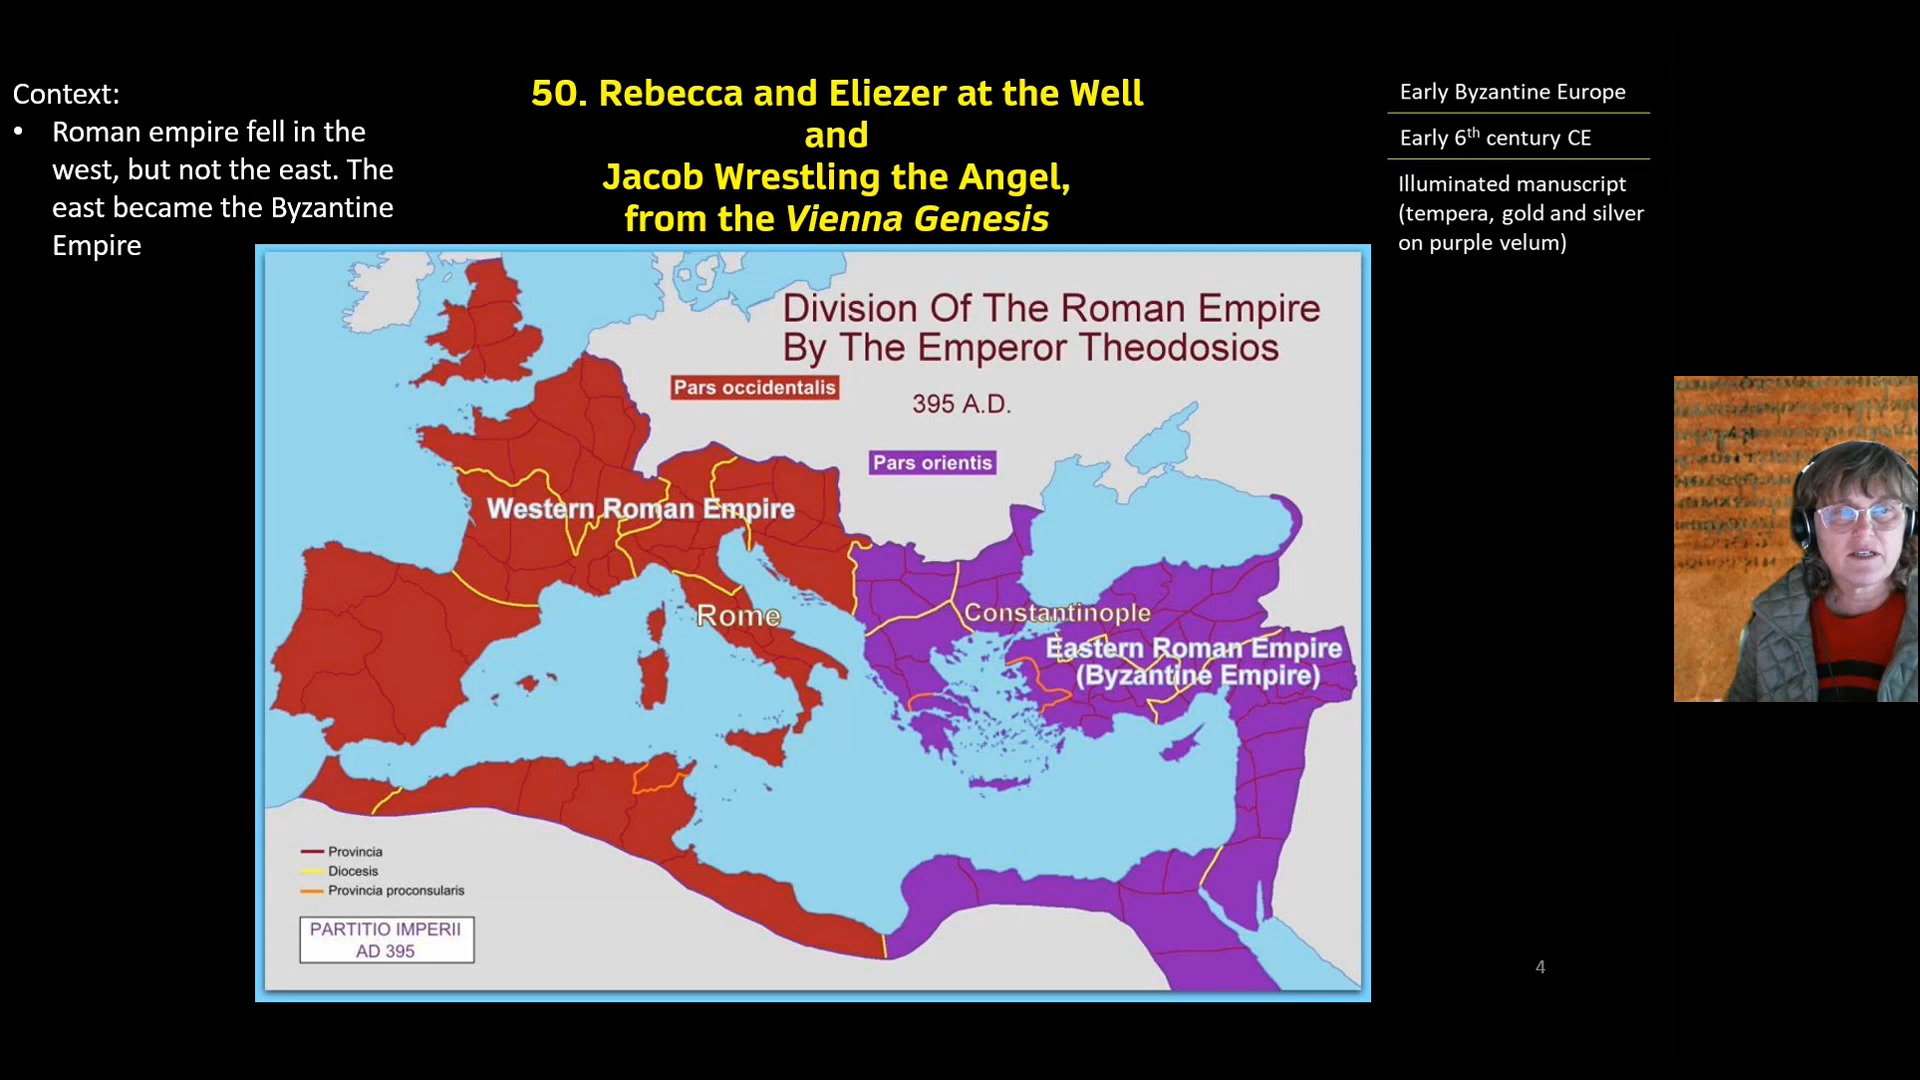 Context:
• Roman empire fell in the
west, but not the east. The
east became the Byzantine
Empire
50. Rebecca and Eliezer at the Well
and
Jacob Wrestling the Angel,
from the Vienna Genesis
Early Byzantine Europe
Early 6th century CE
Illuminated manuscript
(tempera, gold and silver
on purple velum)
Division Of The Roman Empire
By The Emperor Theodosios
395 A.D.
Pars occidentalis
Pars orientis
Western Roman Empire
Rome
Constantinople
Eastern Roman Empire
(Byzantine Empire)
Provincia
Diocesis
Provincia proconsularis
PARTITIO IMPERII
AD 395
4